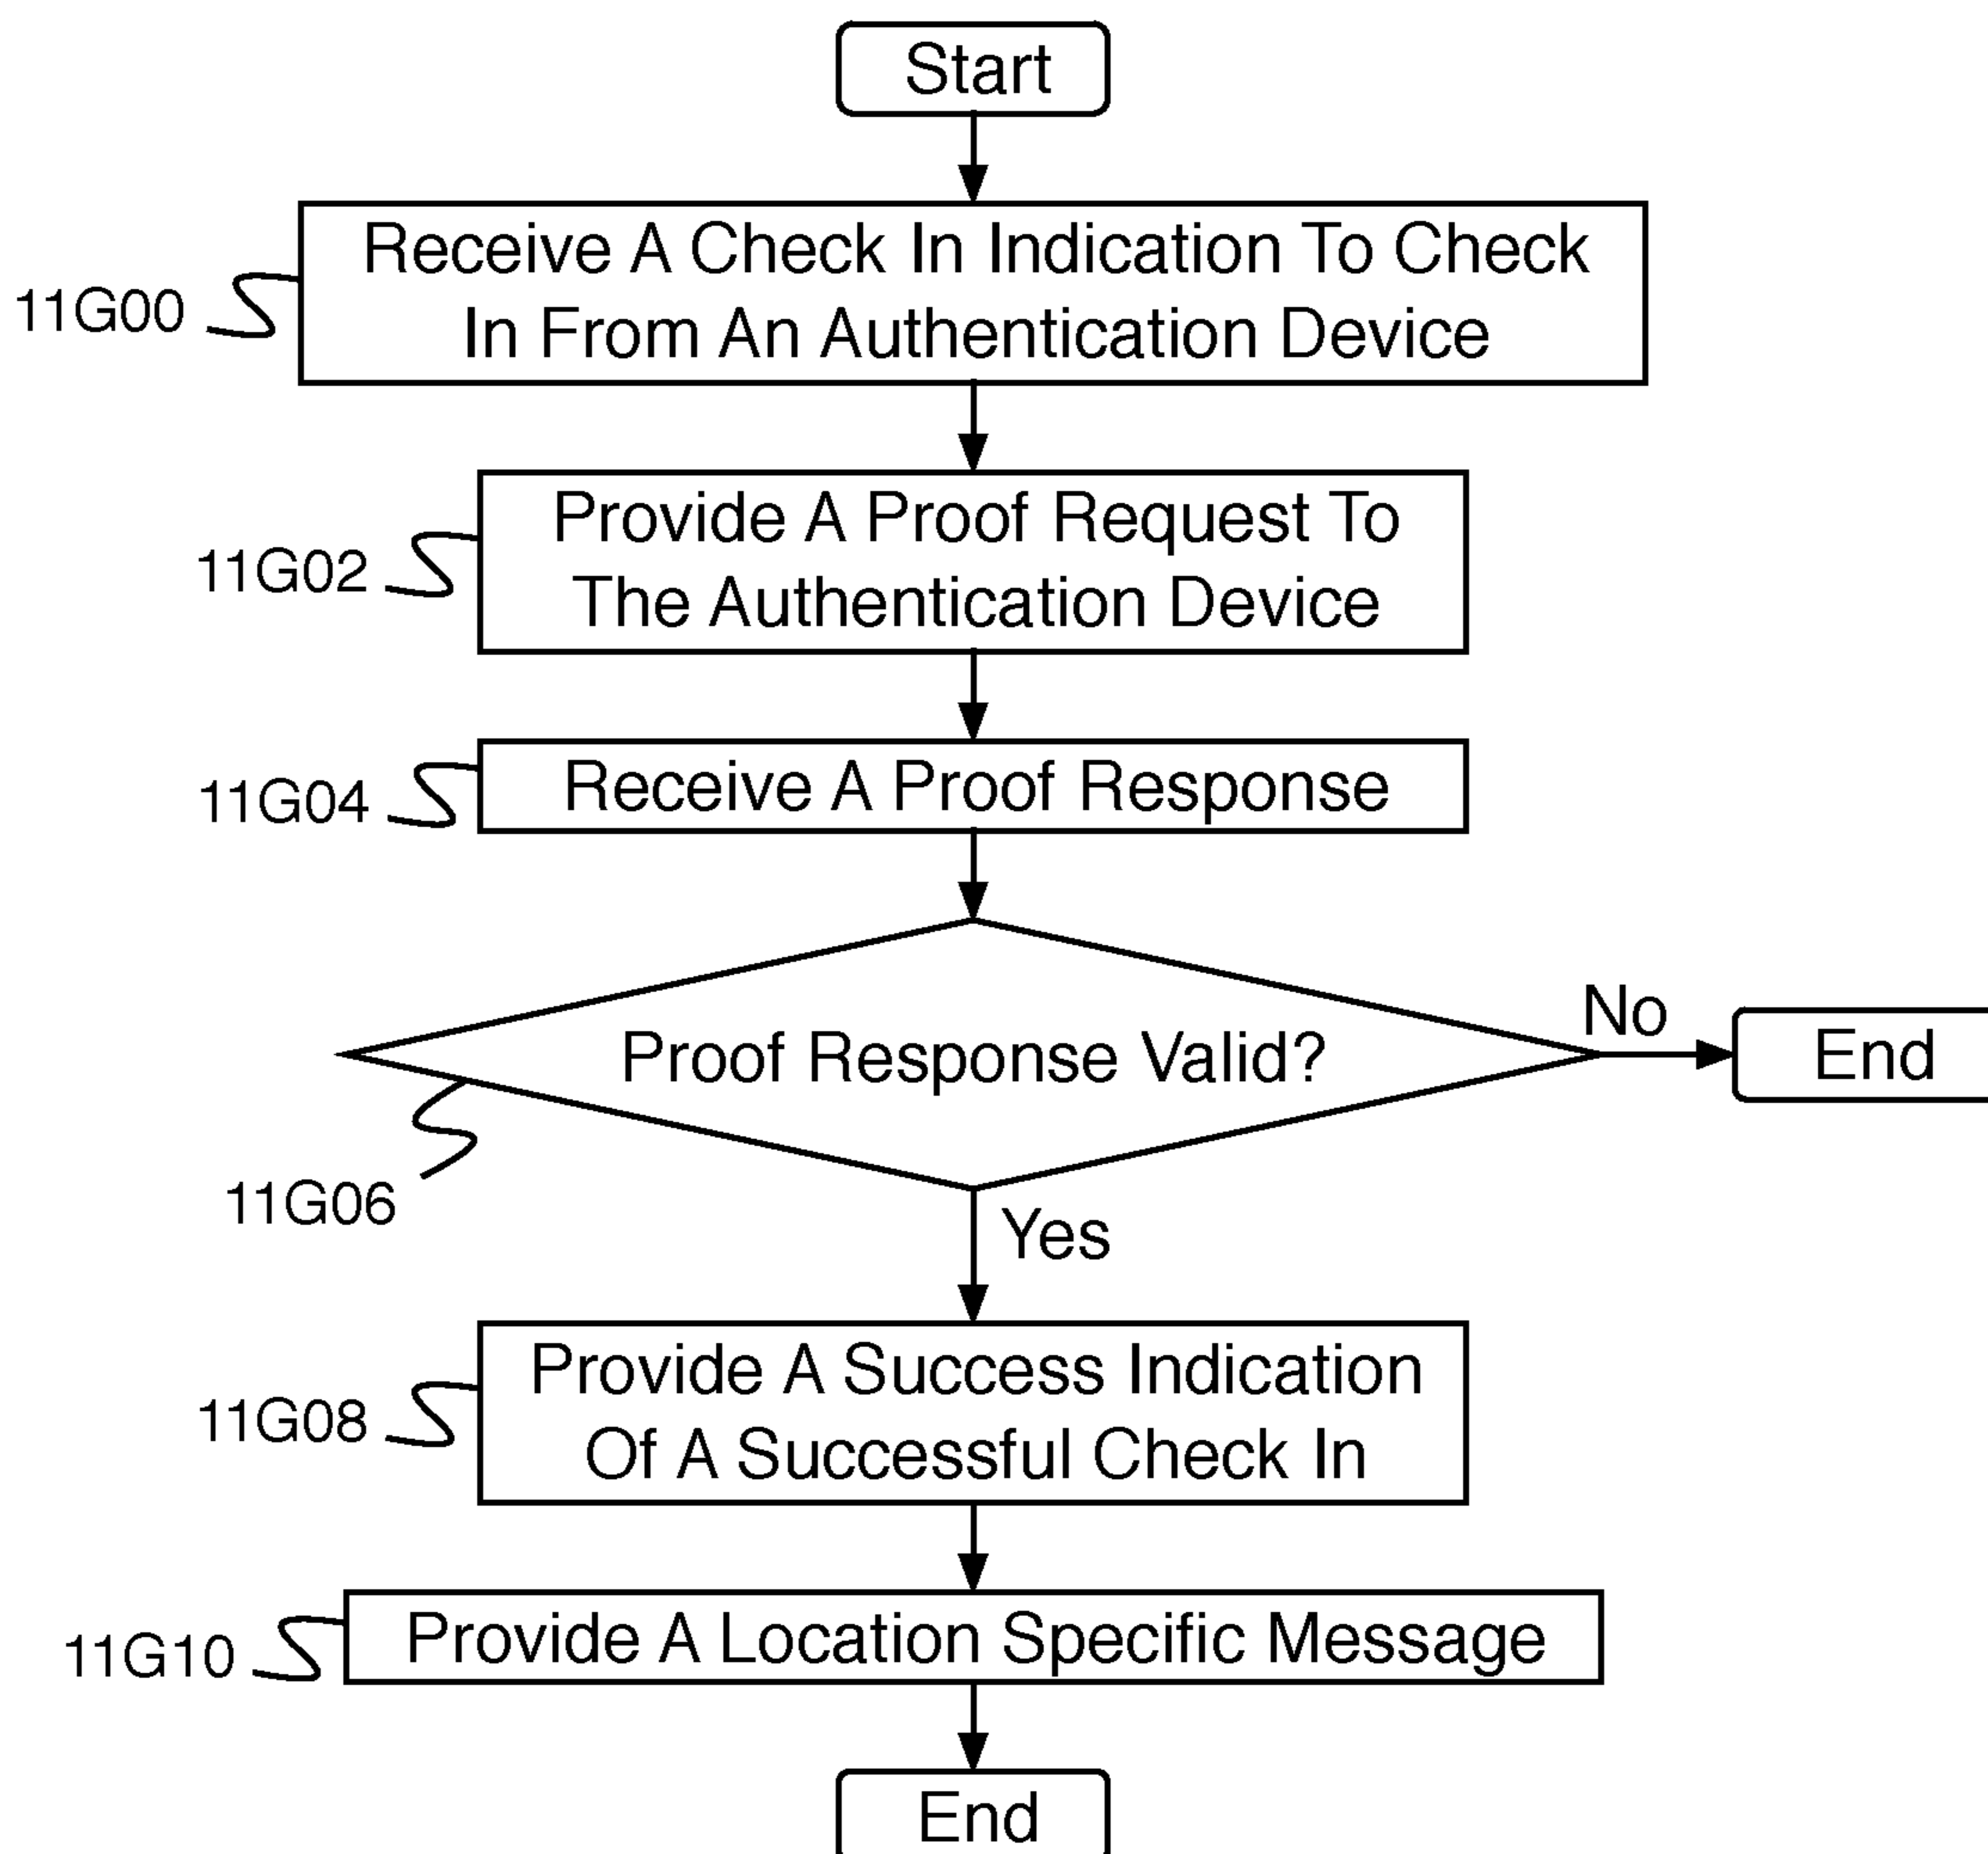 Start
Receive A Check In Indication To Check
In From An Authentication Device
11G00
Provide A Proof Request To
The Authentication Device
11G02
Receive A Proof Response
11G04
Proof Response Valid?
No
End
11G06
Yes
Provide A Success Indication
Of A Successful Check In
11G08
Provide A Location Specific Message
11G10
End